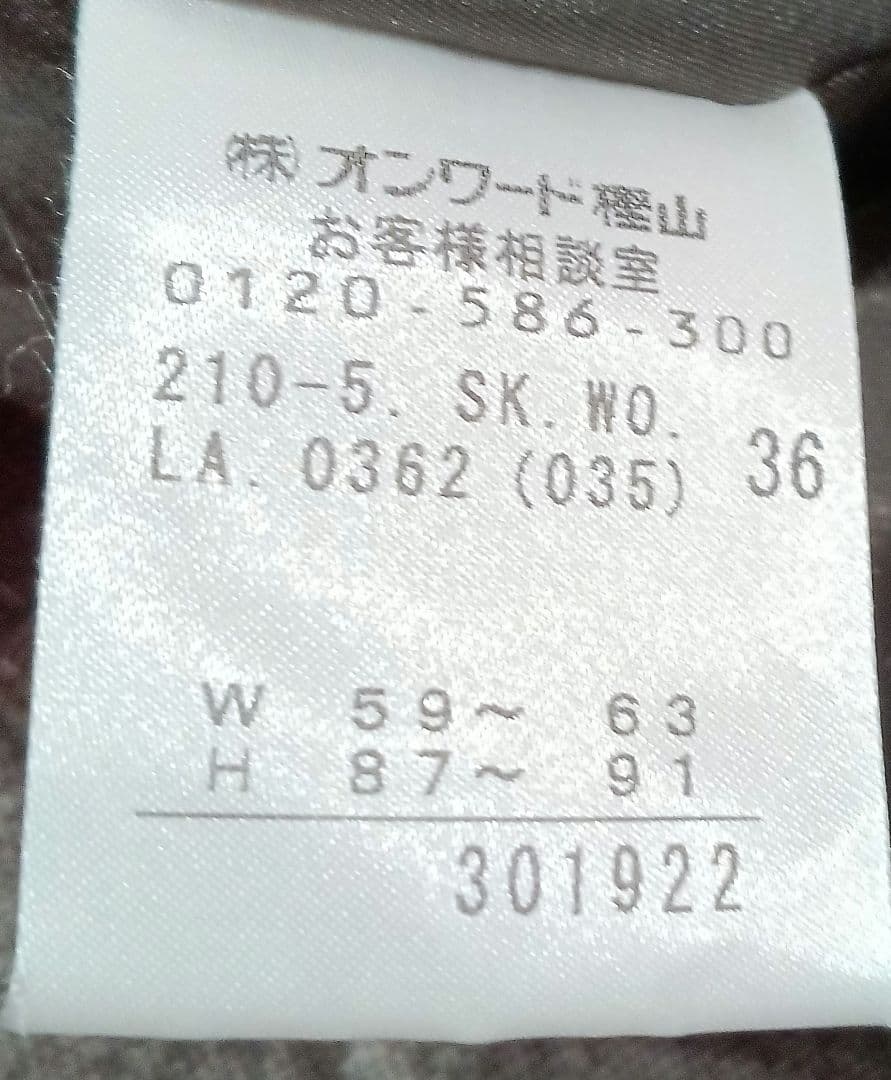 ㈱オンワード樫山
お客様相談室
0120-586-300
210-5. SK. WO.
LA. 0362 (035) 36
W 59~ 63
H 87~ 91
301922